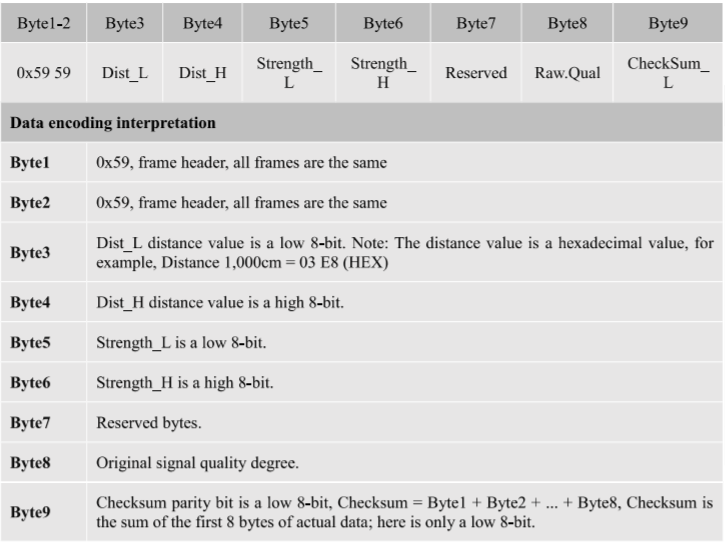 Byte1-2 Byte3 Byte4 Byte5 Byte6 Byte7 Byte8 Byte9
0x59 59 Dist_L Dist_H Strength_L Strength_H Reserved Raw.Qual CheckSum_L
Data encoding interpretation
Byte1 0x59, frame header, all frames are the same
Byte2 0x59, frame header, all frames are the same
Byte3 Dist_L distance value is a low 8-bit. Note: The distance value is a hexadecimal value, for
example, Distance 1,000cm = 03 E8 (HEX)
Byte4 Dist_H distance value is a high 8-bit.
Byte5 Strength_L is a low 8-bit.
Byte6 Strength_H is a high 8-bit.
Byte7 Reserved bytes.
Byte8 Original signal quality degree.
Byte9 Checksum parity bit is a low 8-bit, Checksum = Byte1 + Byte2 + ... + Byte8, Checksum is
the sum of the first 8 bytes of actual data; here is only a low 8-bit.